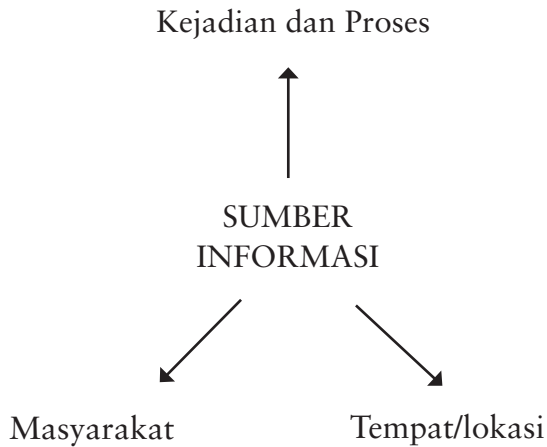 Kejadian dan Proses
SUMBER
INFORMASI
Masyarakat
Tempat/lokasi